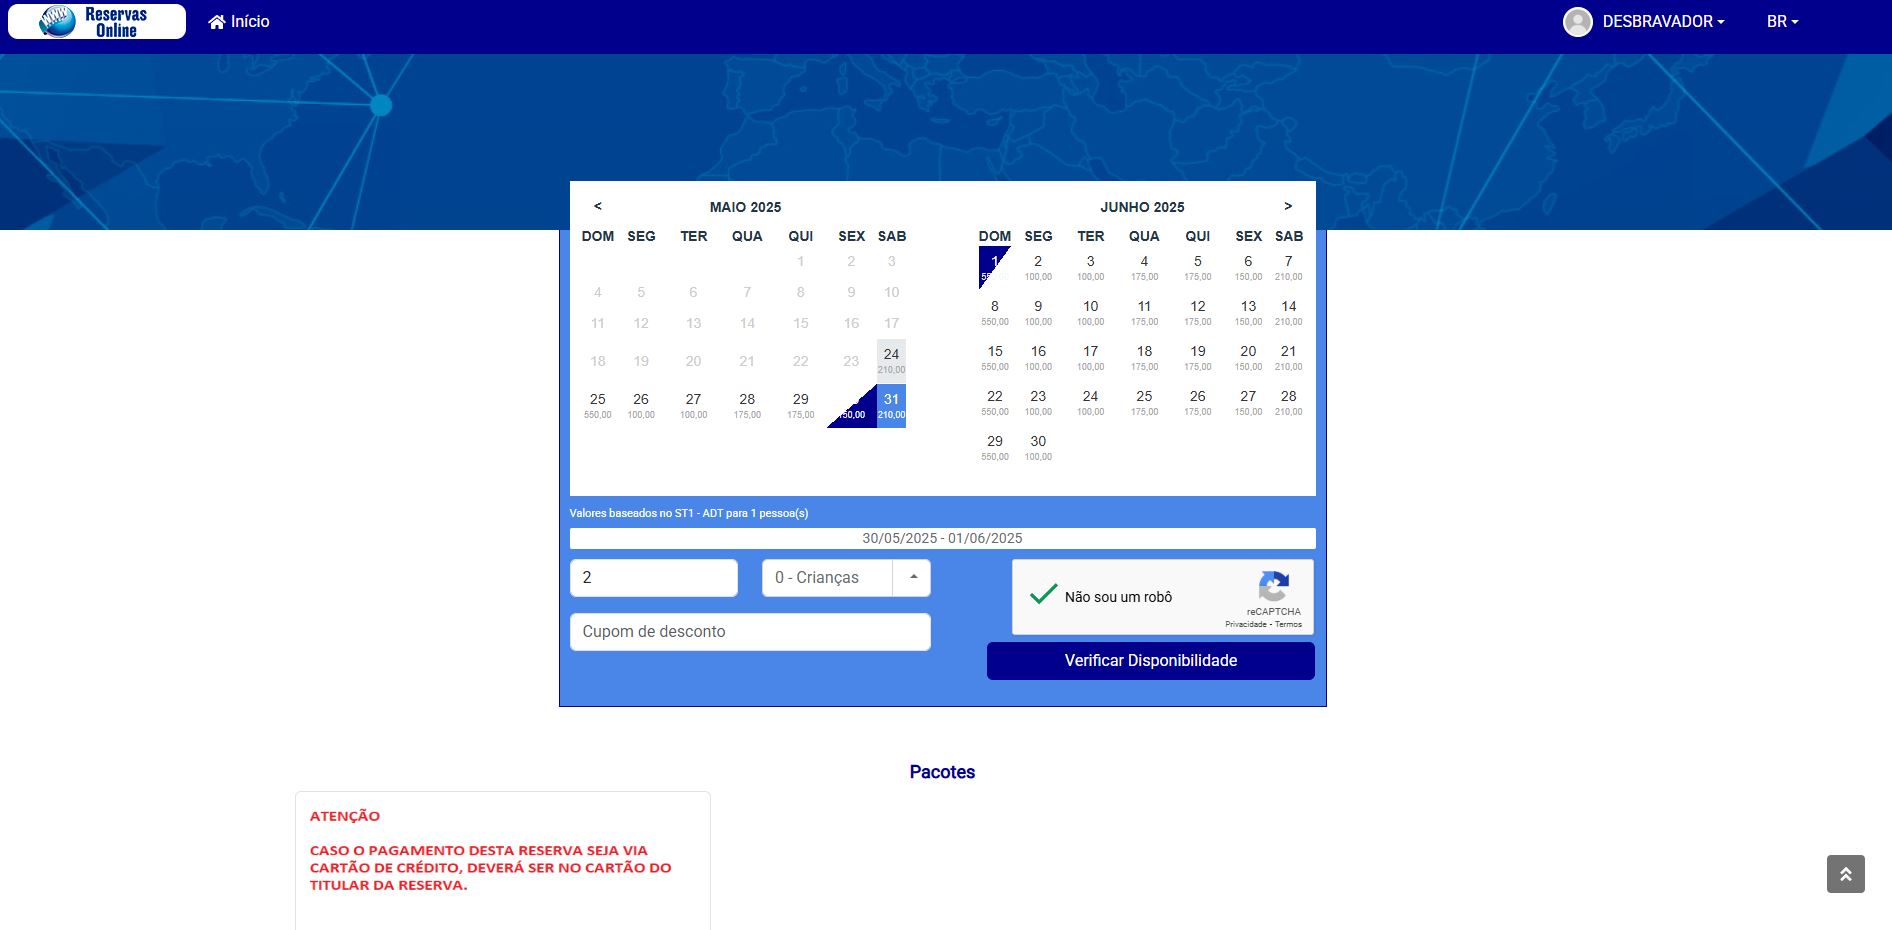 Reservas Online
Início
DESBRAVADOR
BR
<
MAIO 2025
DOM SEG TER QUA QUI SEX SAB
1 2 3
4 5 6 7 8 9 10
11 12 13 14 15 16 17
18 19 20 21 22 23 24
210,00
25 26 27 28 29 31
550,00 100,00 100,00 175,00 175,00 150,00 210,00
JUNHO 2025
>
DOM SEG TER QUA QUI SEX SAB
1 2 3 4 5 6 7
100,00 100,00 175,00 175,00 150,00 210,00
8 9 10 11 12 13 14
550,00 100,00 100,00 175,00 175,00 150,00 210,00
15 16 17 18 19 20 21
550,00 100,00 100,00 175,00 175,00 150,00 210,00
22 23 24 25 26 27 28
550,00 100,00 100,00 175,00 175,00 150,00 210,00
29 30
550,00 100,00
Valores baseados no ST1 - ADT para 1 pessoa(s)
30/05/2025 - 01/06/2025
2
0 - Crianças
Cupom de desconto
Não sou um robô
reCAPTCHA
Privacidade - Termos
Verificar Disponibilidade
Pacotes
ATENÇÃO
CASO O PAGAMENTO DESTA RESERVA SEJA VIA
CARTÃO DE CRÉDITO, DEVERÁ SER NO CARTÃO DO
TITULAR DA RESERVA.